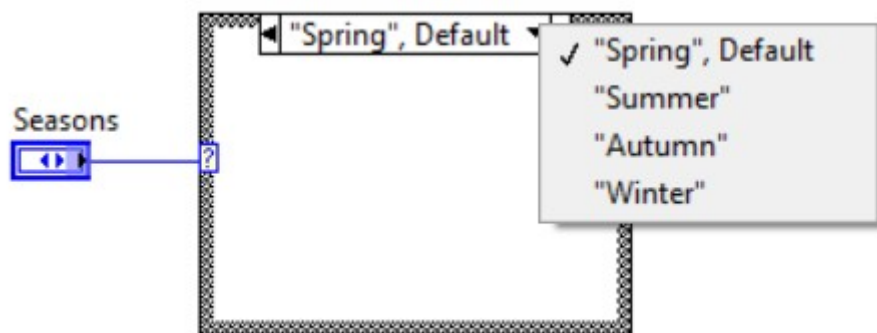 "Spring", Default
"Spring", Default
"Summer"
"Autumn"
"Winter"
Seasons
?